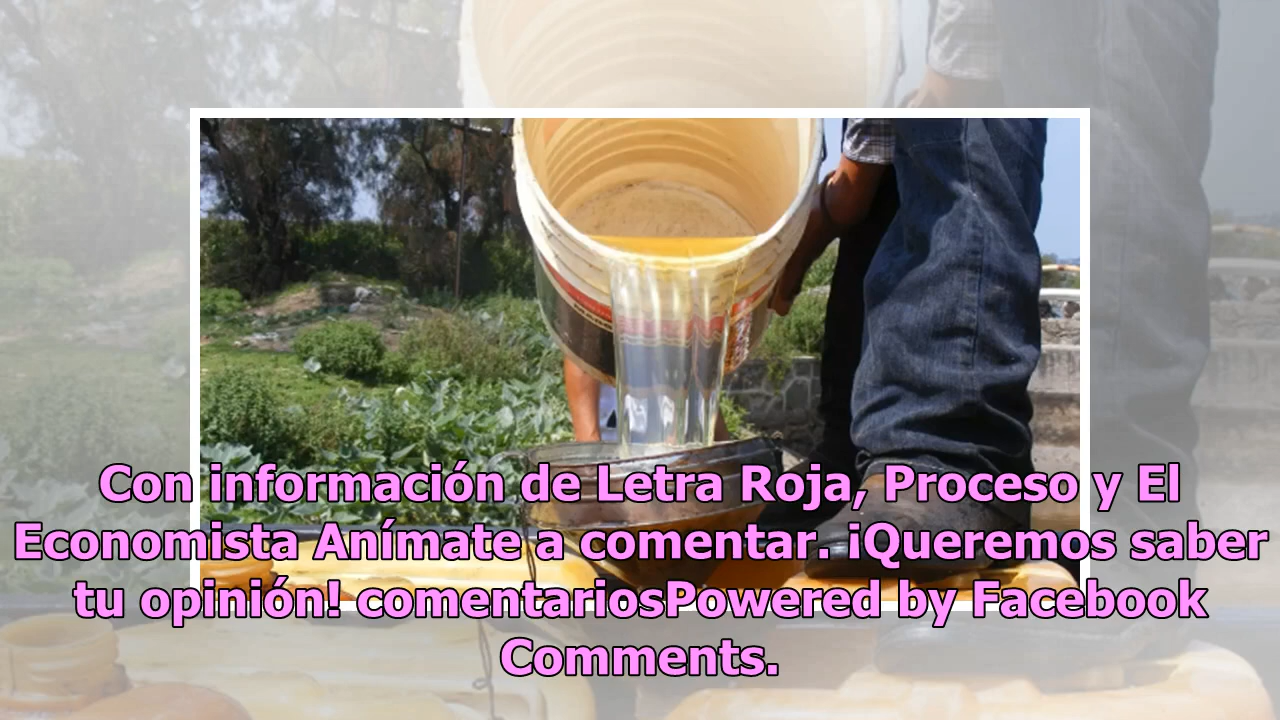 Con información de Letra Roja, Proceso y El
Economista Anímate a comentar. ¡Queremos saber
tu opinión! comentariosPowered by Facebook
Comments.